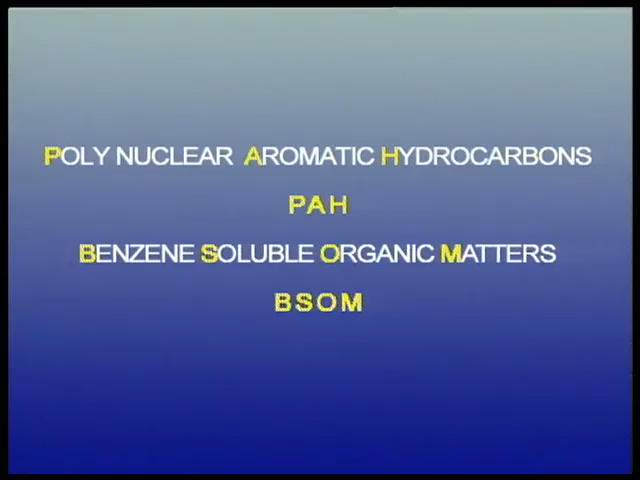 POLY NUCLEAR AROMATIC HYDROCARBONS
PAH
BENZENE SOLUBLE ORGANIC MATTERS
BSOM